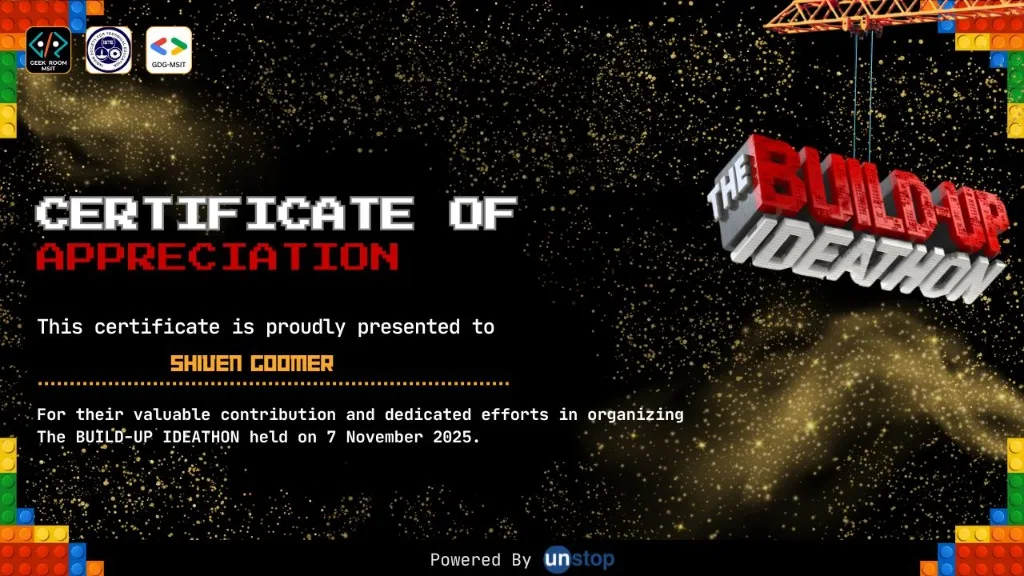 GEEK ROOM
MSIT
ISTE
GDG-MSIT
THE BUILD-UP
IDEATHON
CERTIFICATE OF
APPRECIATION
This certificate is proudly presented to
SHIVEN GOOMER
For their valuable contribution and dedicated efforts in organizing
The BUILD-UP IDEATHON held on 7 November 2025.
Powered By unstop